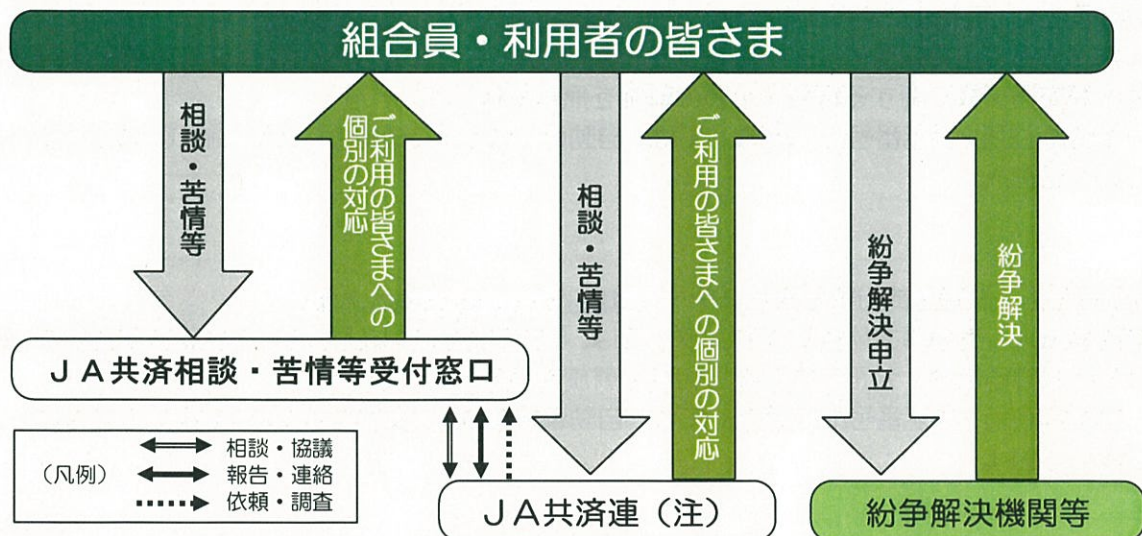 組合員・利用者の皆さま
相談・苦情等
ご利用の皆さまへの
個別の対応
相談・苦情等
ご利用の皆さまへの個別の対応
紛争解決申立
紛争解決
JA共済相談・苦情等受付窓口
(凡例)
相談・協議
報告・連絡
依頼・調査
JA共済連(注)
紛争解決機関等